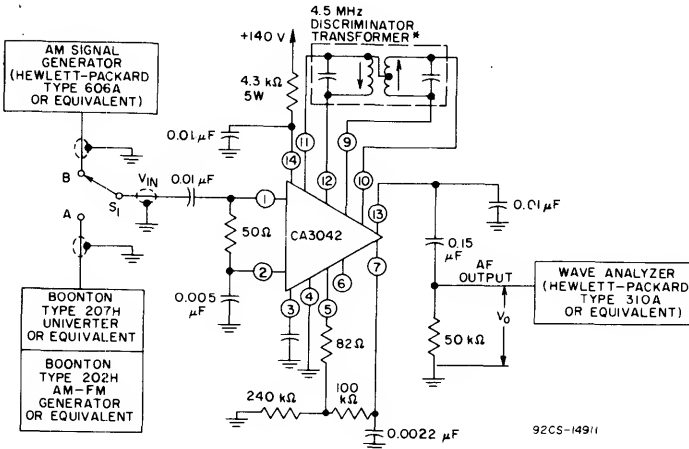 4.5 MHz
DISCRIMINATOR
TRANSFORMER*
+140 V
AM SIGNAL
GENERATOR
(HEWLETT-PACKARD
TYPE 606A
OR EQUIVALENT)
4.3 kΩ
5W
0.01 μF
11
9
14
12
10
B
VIN
0.01 μF
S1
A
1
13
0.01 μF
50Ω
CA3042
0.15
μF
2
7
AF
OUTPUT
WAVE ANALYZER
(HEWLETT-PACKARD
TYPE 310A
OR EQUIVALENT)
0.005
μF
3
4
5
6
Vo
BOONTON
TYPE 207H
UNIVERTER
OR EQUIVALENT
82Ω
50 kΩ
BOONTON
TYPE 202H
AM-FM
GENERATOR
OR EQUIVALENT
240 kΩ
100
kΩ
0.0022 μF
92CS-14911